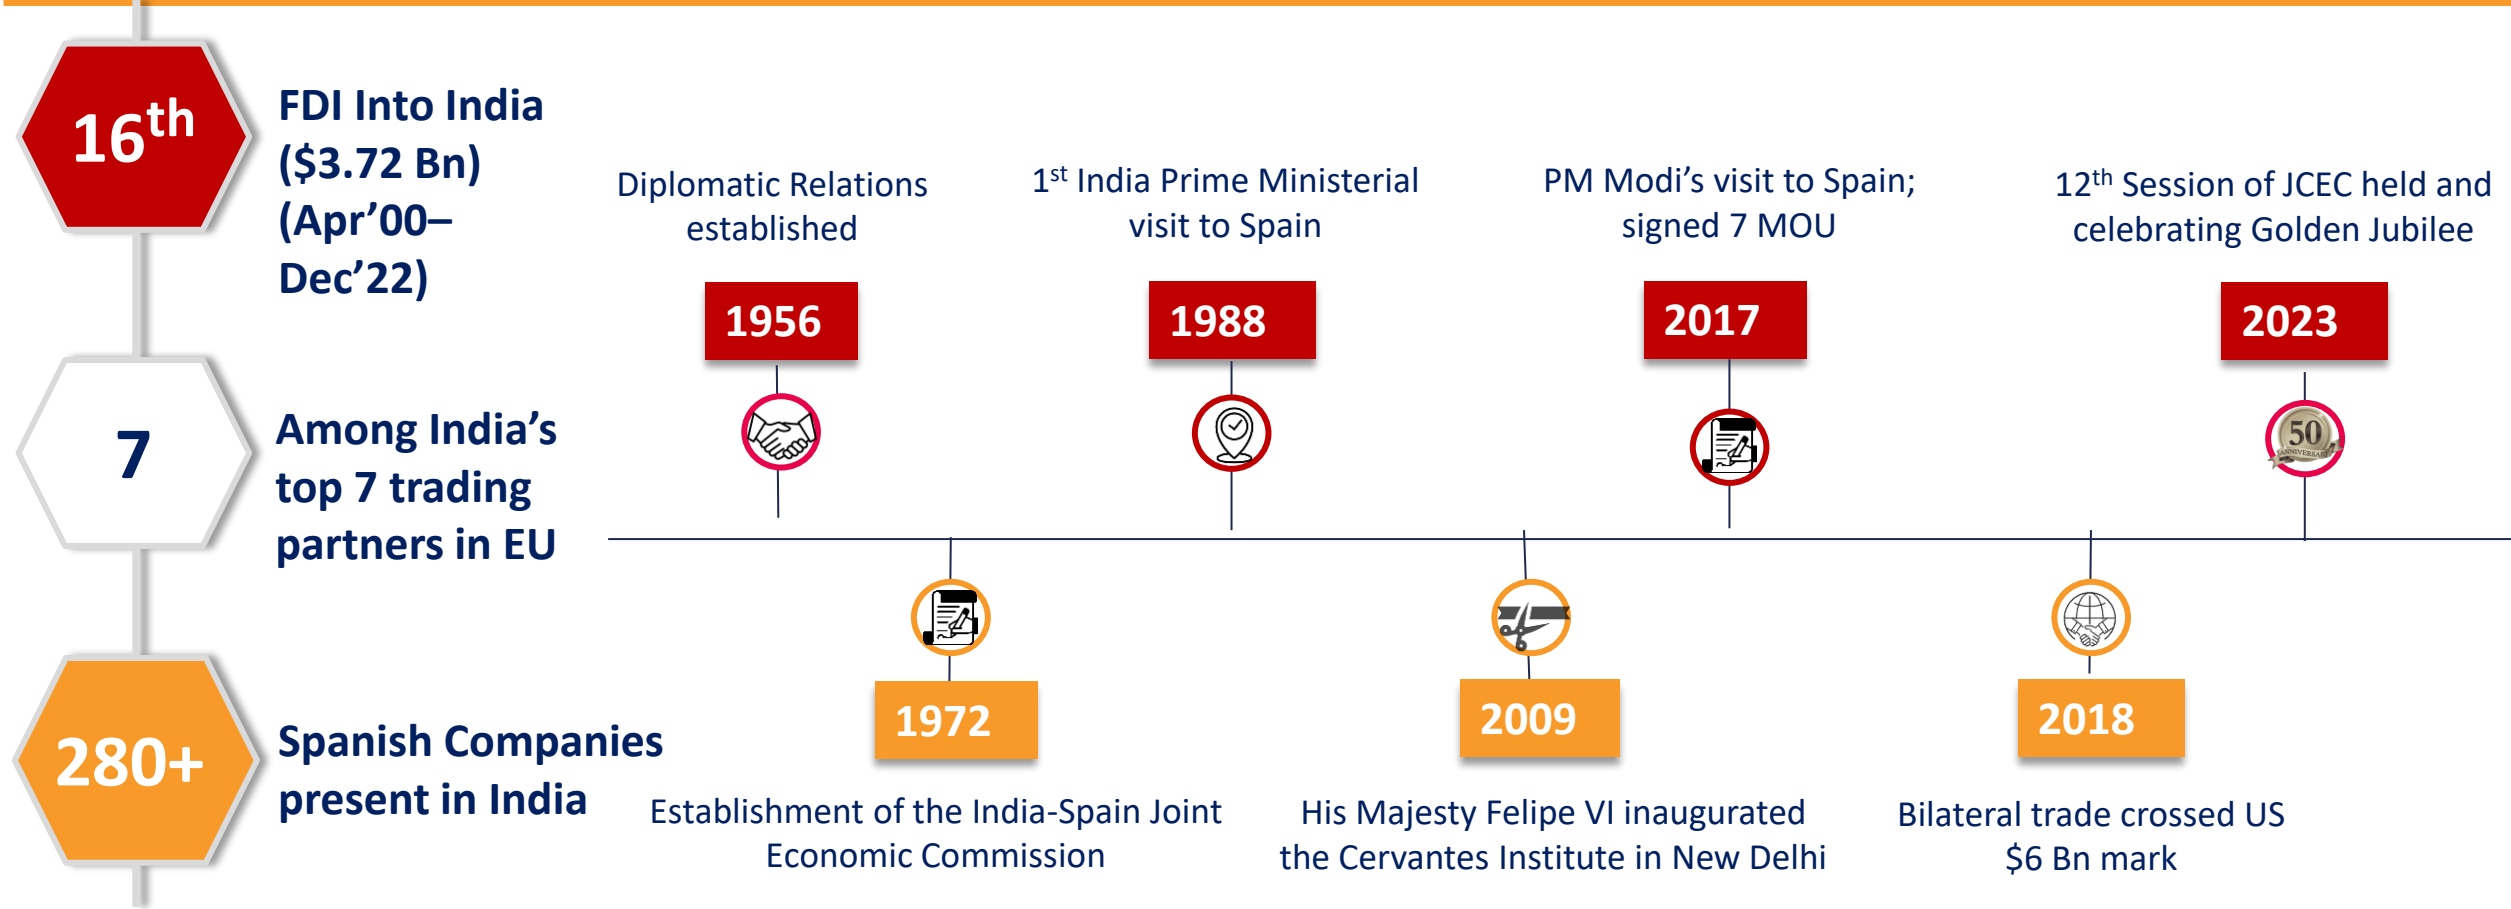 16th
FDI Into India
($3.72 Bn)
(Apr’00–
Dec’22)
7
Among India’s
top 7 trading
partners in EU
280+
Spanish Companies
present in India
Diplomatic Relations
established
1956
1972
Establishment of the India-Spain Joint
Economic Commission
1st India Prime Ministerial
visit to Spain
1988
2009
His Majesty Felipe VI inaugurated
the Cervantes Institute in New Delhi
PM Modi’s visit to Spain;
signed 7 MOU
2017
2018
Bilateral trade crossed US
$6 Bn mark
12th Session of JCEC held and
celebrating Golden Jubilee
2023
50
ANNIVERSARY